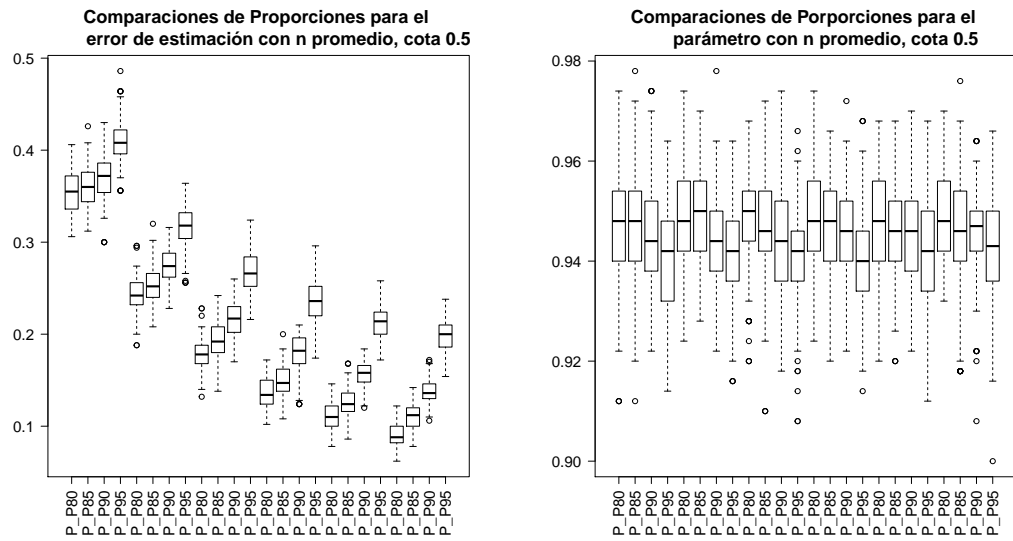 Comparaciones de Proporciones para el
error de estimación con n promedio, cota 0.5
0.5
0.4
0.3
0.2
0.1
P_P80
P_P85
P_P90
P_P95
P_P80
P_P85
P_P90
P_P95
P_P80
P_P85
P_P90
P_P95
P_P80
P_P85
P_P90
P_P95
P_P80
P_P85
P_P90
P_P95
P_P80
P_P85
P_P90
P_P95
Comparaciones de Porporciones para el
parámetro con n promedio, cota 0.5
0.98
0.96
0.94
0.92
0.90
P_P80
P_P85
P_P90
P_P95
P_P80
P_P85
P_P90
P_P95
P_P80
P_P85
P_P90
P_P95
P_P80
P_P85
P_P90
P_P95
P_P80
P_P85
P_P90
P_P95
P_P80
P_P85
P_P90
P_P95